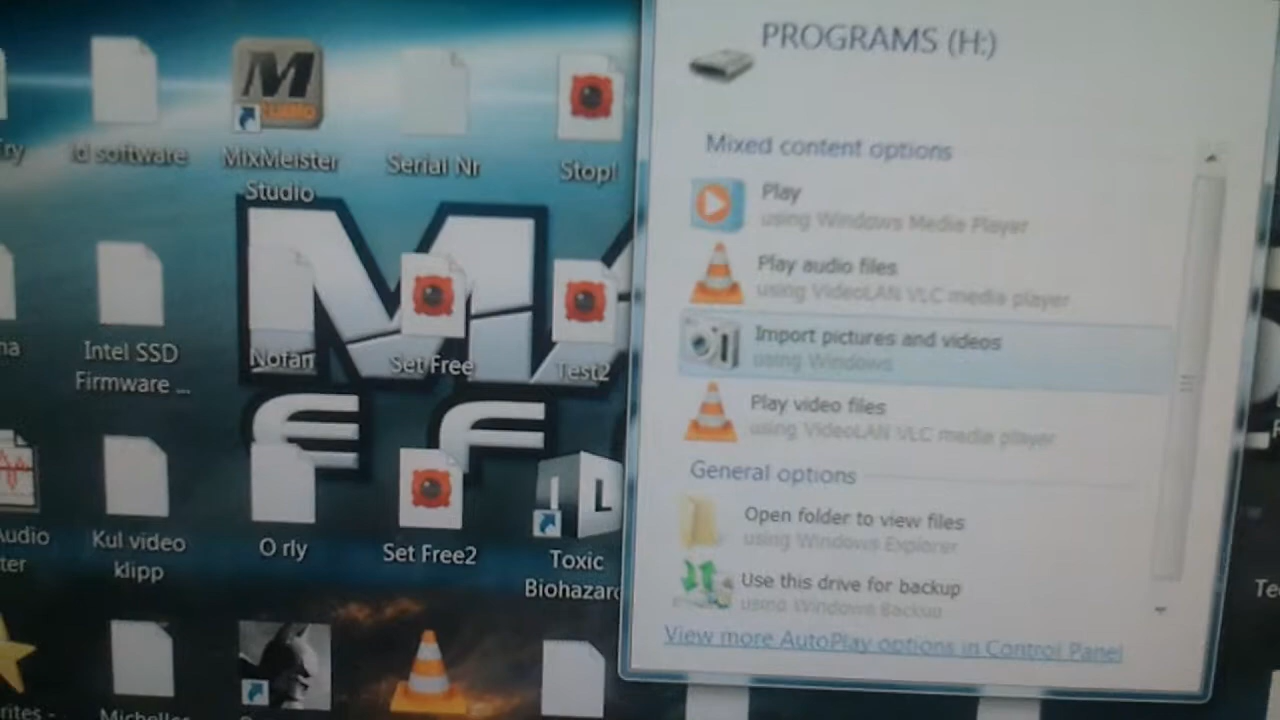 PROGRAMS (H:)
Mixed content options
Play
using Windows Media Player
Play audio files
using VideoLAN VLC media player
Import pictures and videos
using Windows
Play video files
using VideoLAN VLC media player
General options
Open folder to view files
using Windows Explorer
Use this drive for backup
using Windows Backup
View more AutoPlay options in Control Panel
d software
MixMeister
Studio
Serial Nr
Stop!
Intel SSD
Firmware ...
Nofan
Set Free
Test2
M
E F
Kul video
klipp
O rly
Set Free2
Toxic
Biohazard